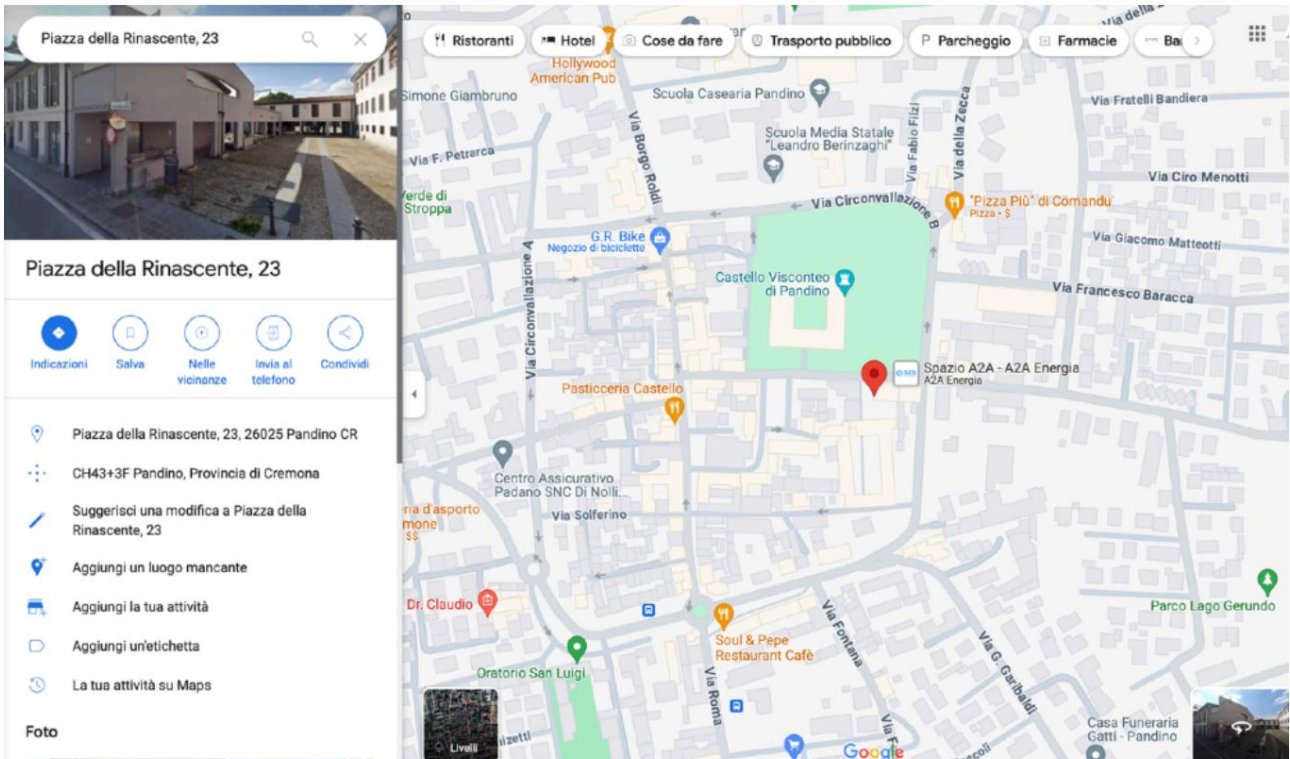 Piazza della Rinascente, 23
Piazza della Rinascente, 23
Indicazioni
Salva
Nelle
vicinanze
Invia al
telefono
Condividi
Piazza della Rinascente, 23, 26025 Pandino CR
CH43+3F Pandino, Provincia di Cremona
Suggerisci una modifica a Piazza della
Rinascente, 23
Aggiungi un luogo mancante
Aggiungi la tua attività
Aggiungi un'etichetta
La tua attività su Maps
Foto
Ristoranti
Hotel
Cose da fare
Trasporto pubblico
P Parcheggio
Farmacie
Ba
Via della
Hollywood
American Pub
Simone Giambruno
Scuola Casearia Pandino
Via Fratelli Bandiera
Via Borgo Roldi
Scuola Media Statale
"Leandro Berinzaghi"
Via Fabio Filzi
Via della Zecca
Via F. Petrarca
Via Ciro Menotti
Verde di
Stroppa
Via Circonvallazione B
"Pizza Più" di Comandu
Pizza - $
G.R. Bike
Negozio di biciclette
Via Giacomo Matteotti
Via Circonvallazione A
Castello Visconteo
di Pandino
Via Francesco Baracca
Spazio A2A - A2A Energia
A2A Energia
Pasticceria Castello
Centro Assicurativo
Padano SNC Di Nolli...
ria d'asporto
mone
$$
Via Solferino
Dr. Claudio
Parco Lago Gerundo
Soul & Pepe
Restaurant Cafè
Via Fontana
Via G. Garibaldi
Oratorio San Luigi
Via Roma
Casa Funeraria
Gatti - Pandino
Livelli
Google